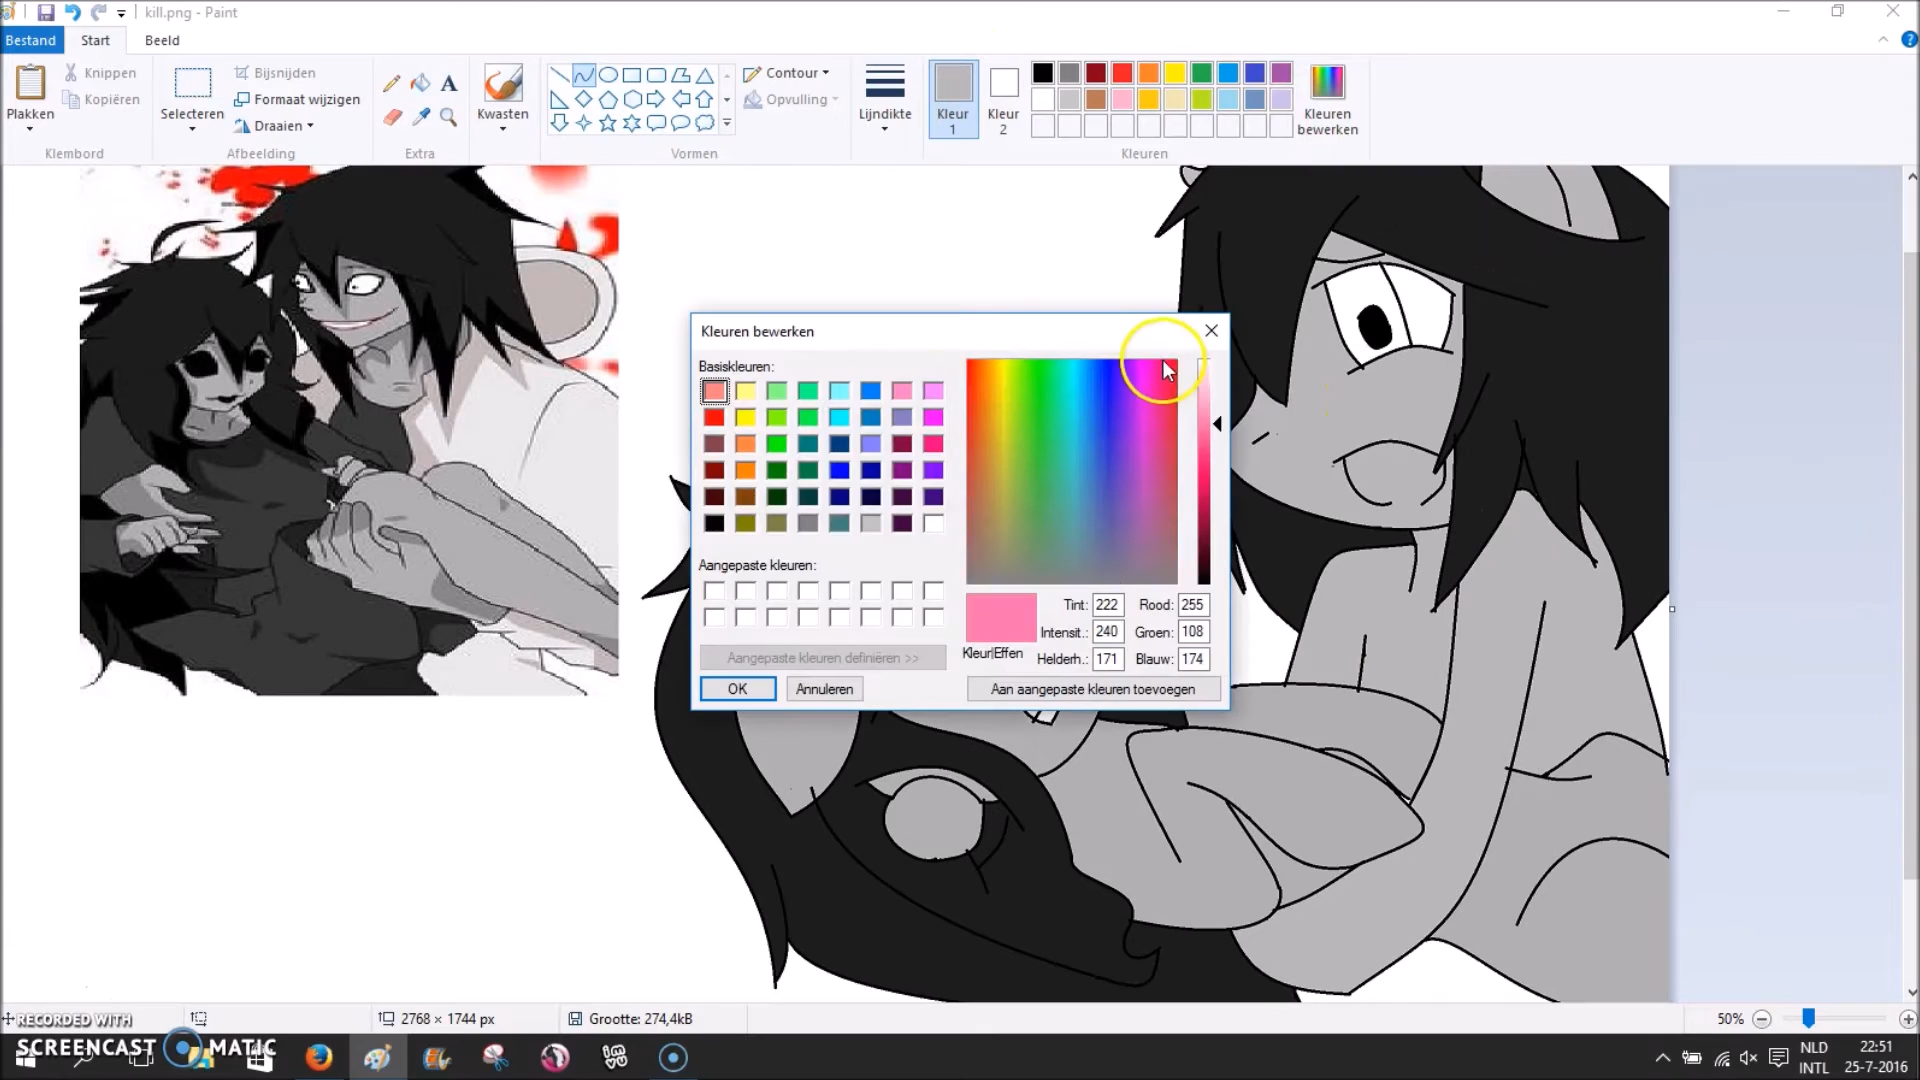 kill.png - Paint
Bestand Start Beeld
Plakken
Knippen
Kopiëren
Klembord
Selecteren
Bijsnijden
Formaat wijzigen
Draaien
Afbeelding
A
Extra
Kwasten
Vormen
Contour
Opvulling
Lijndikte
Kleur
1
Kleur
2
Kleuren
bewerken
Kleuren
Kleuren bewerken
Basiskleuren:
Aangepaste kleuren:
Aangepaste kleuren definiëren >>
OK Annuleren
Kleur|Effen
Tint: 222 Rood: 255
Intensit.: 240 Groen: 108
Helderh.: 171 Blauw: 174
Aan aangepaste kleuren toevoegen
2768 × 1744 px
Grootte: 274,4kB
50%
RECORDED WITH
SCREENCAST MATIC
NLD
INTL
22:51
25-7-2016